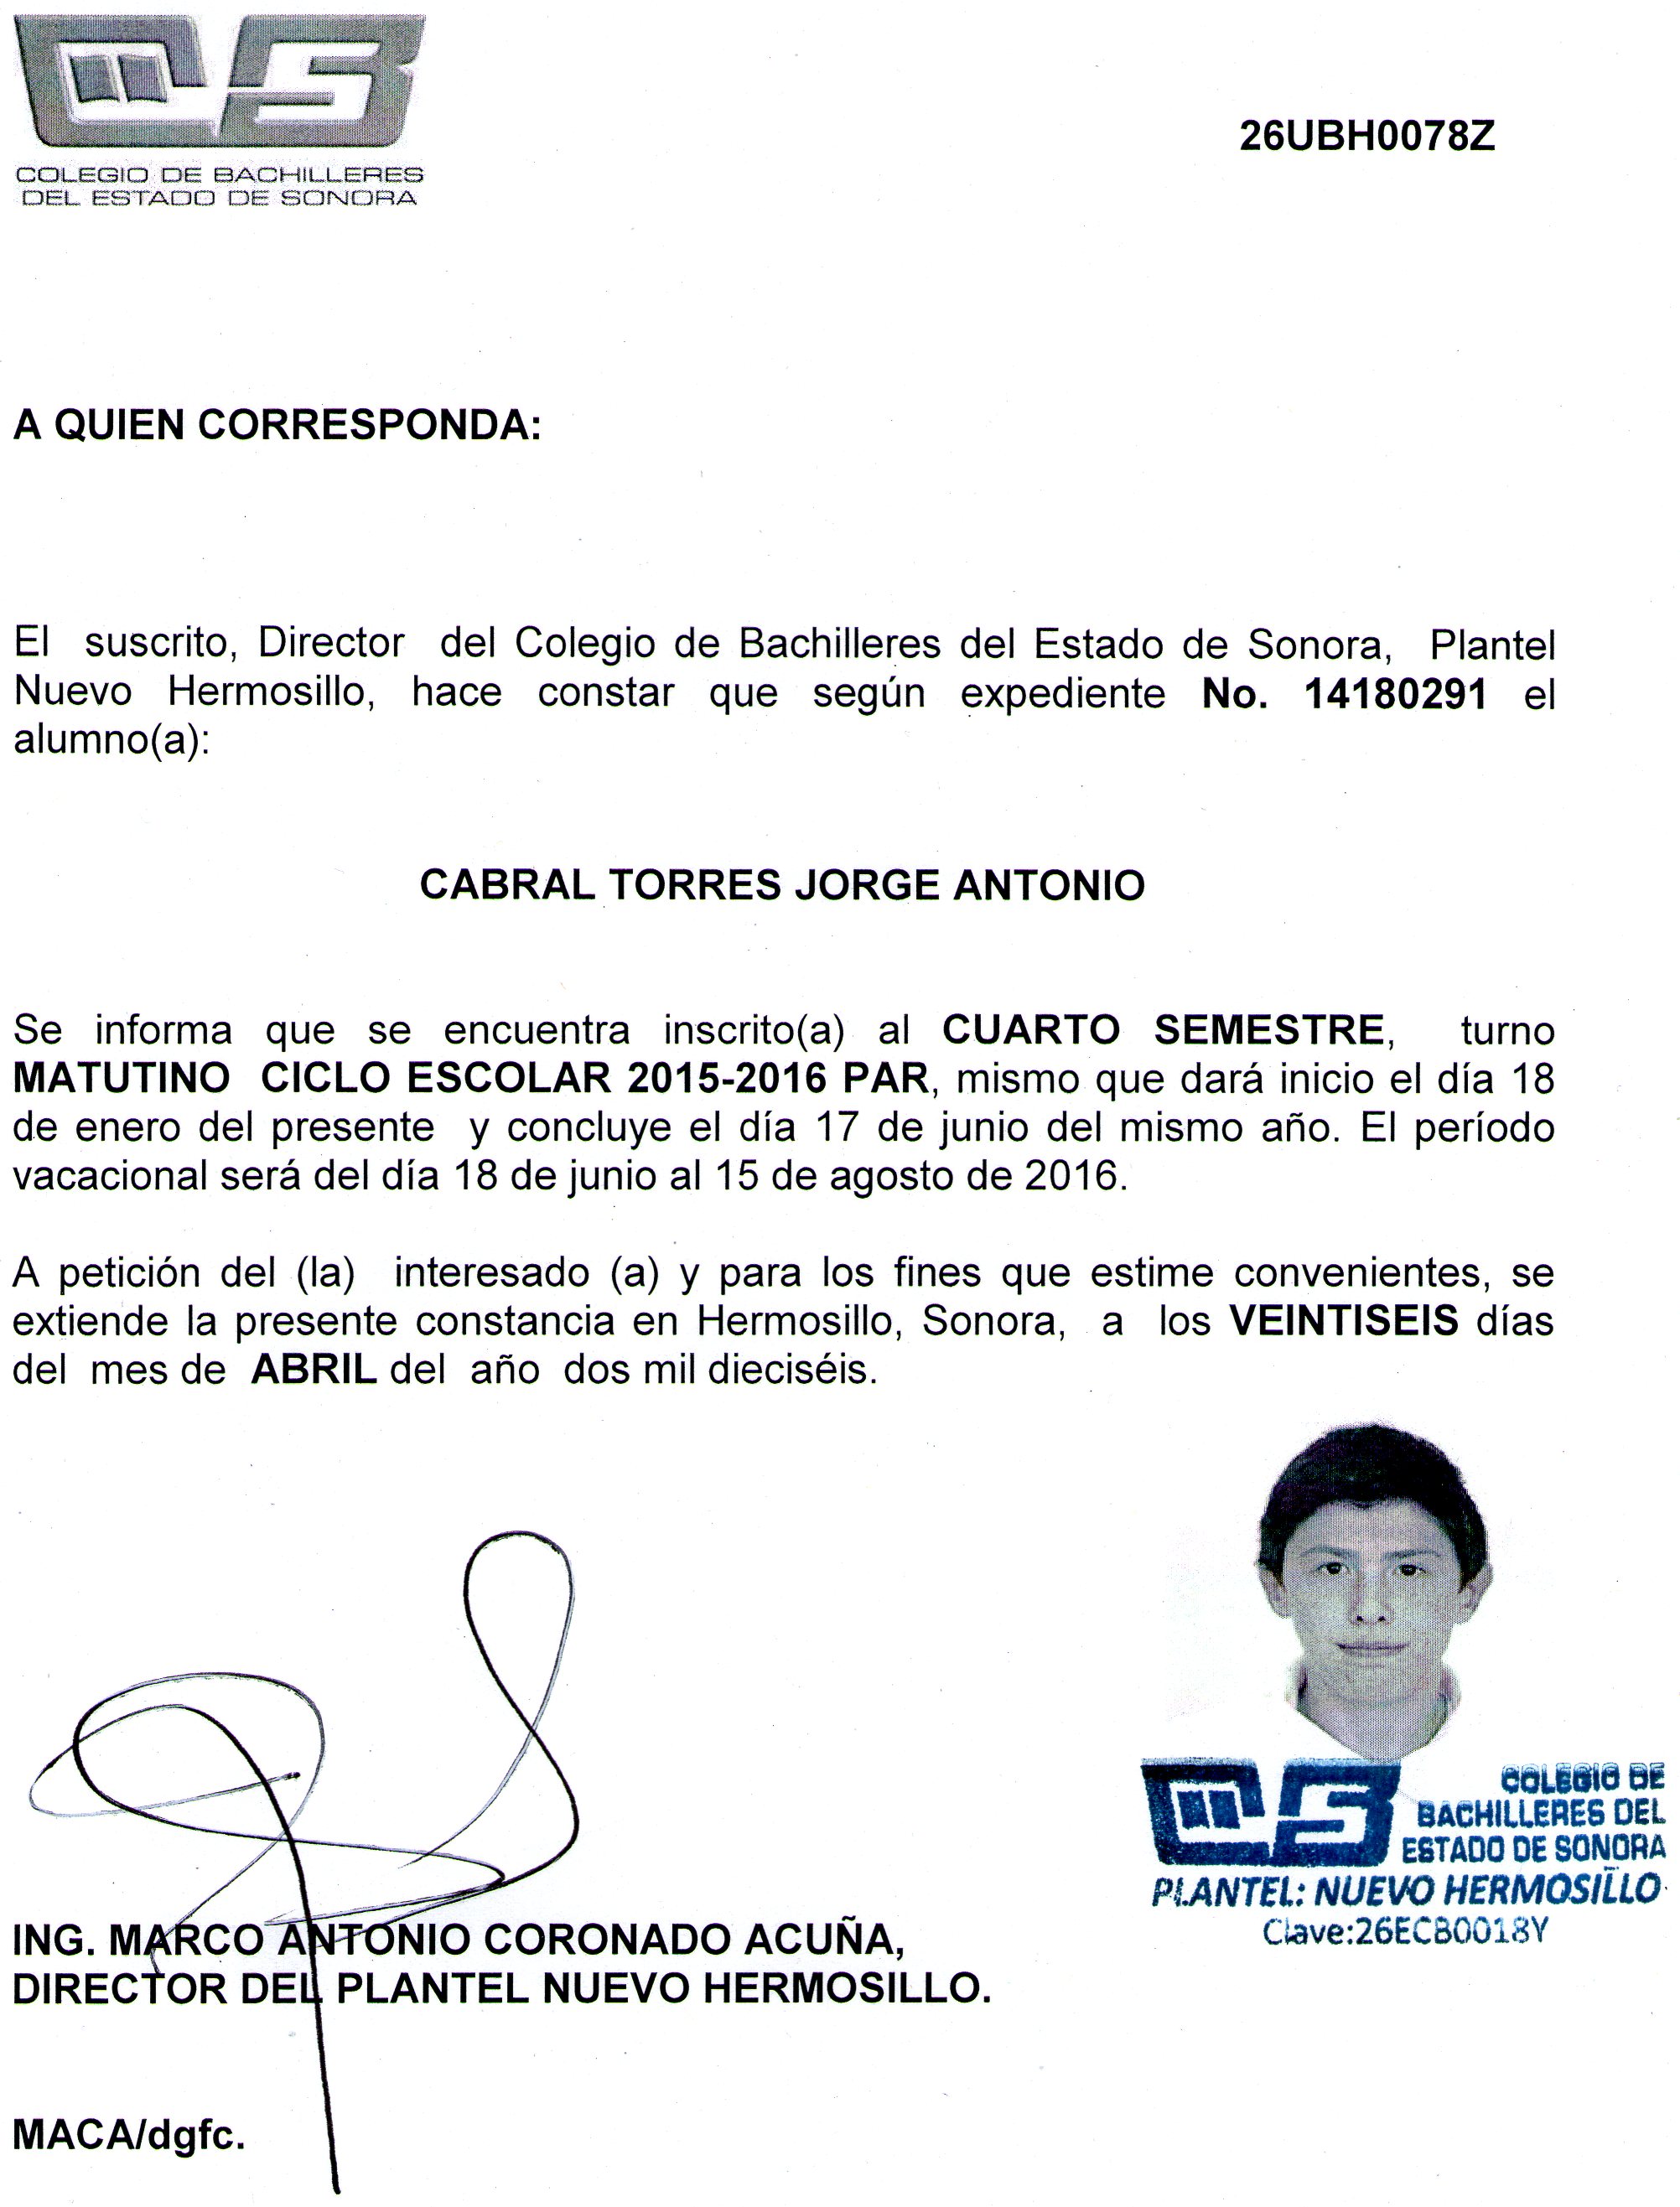 COLEGIO DE BACHILLERES
DEL ESTADO DE SONORA
26UBH0078Z
A QUIEN CORRESPONDA:
El suscrito, Director del Colegio de Bachilleres del Estado de Sonora, Plantel
Nuevo Hermosillo, hace constar que según expediente No. 14180291 el
alumno(a):
CABRAL TORRES JORGE ANTONIO
Se informa que se encuentra inscrito(a) al CUARTO SEMESTRE, turno
MATUTINO CICLO ESCOLAR 2015-2016 PAR, mismo que dará inicio el día 18
de enero del presente y concluye el día 17 de junio del mismo año. El período
vacacional será del día 18 de junio al 15 de agosto de 2016.
A petición del (la) interesado (a) y para los fines que estime convenientes, se
extiende la presente constancia en Hermosillo, Sonora, a los VEINTISEIS días
del mes de ABRIL del año dos mil dieciséis.
COLEGIO DE
BACHILLERES DEL
ESTADO DE SONORA
PLANTEL: NUEVO HERMOSILLO
Clave:26ECB0018Y
ING. MARCO ANTONIO CORONADO ACUÑA,
DIRECTOR DEL PLANTEL NUEVO HERMOSILLO.
MACA/dgfc.